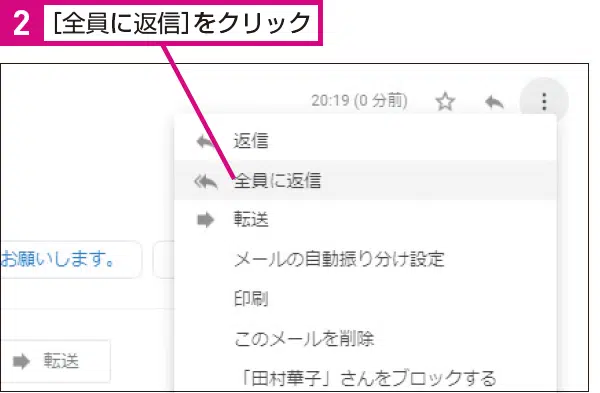 2 [全員に返信]をクリック
20:19 (0 分前)
返信
全員に返信
転送
メールの自動振り分け設定
お願いします。
印刷
このメールを削除
転送
「田村華子」さんをブロックする